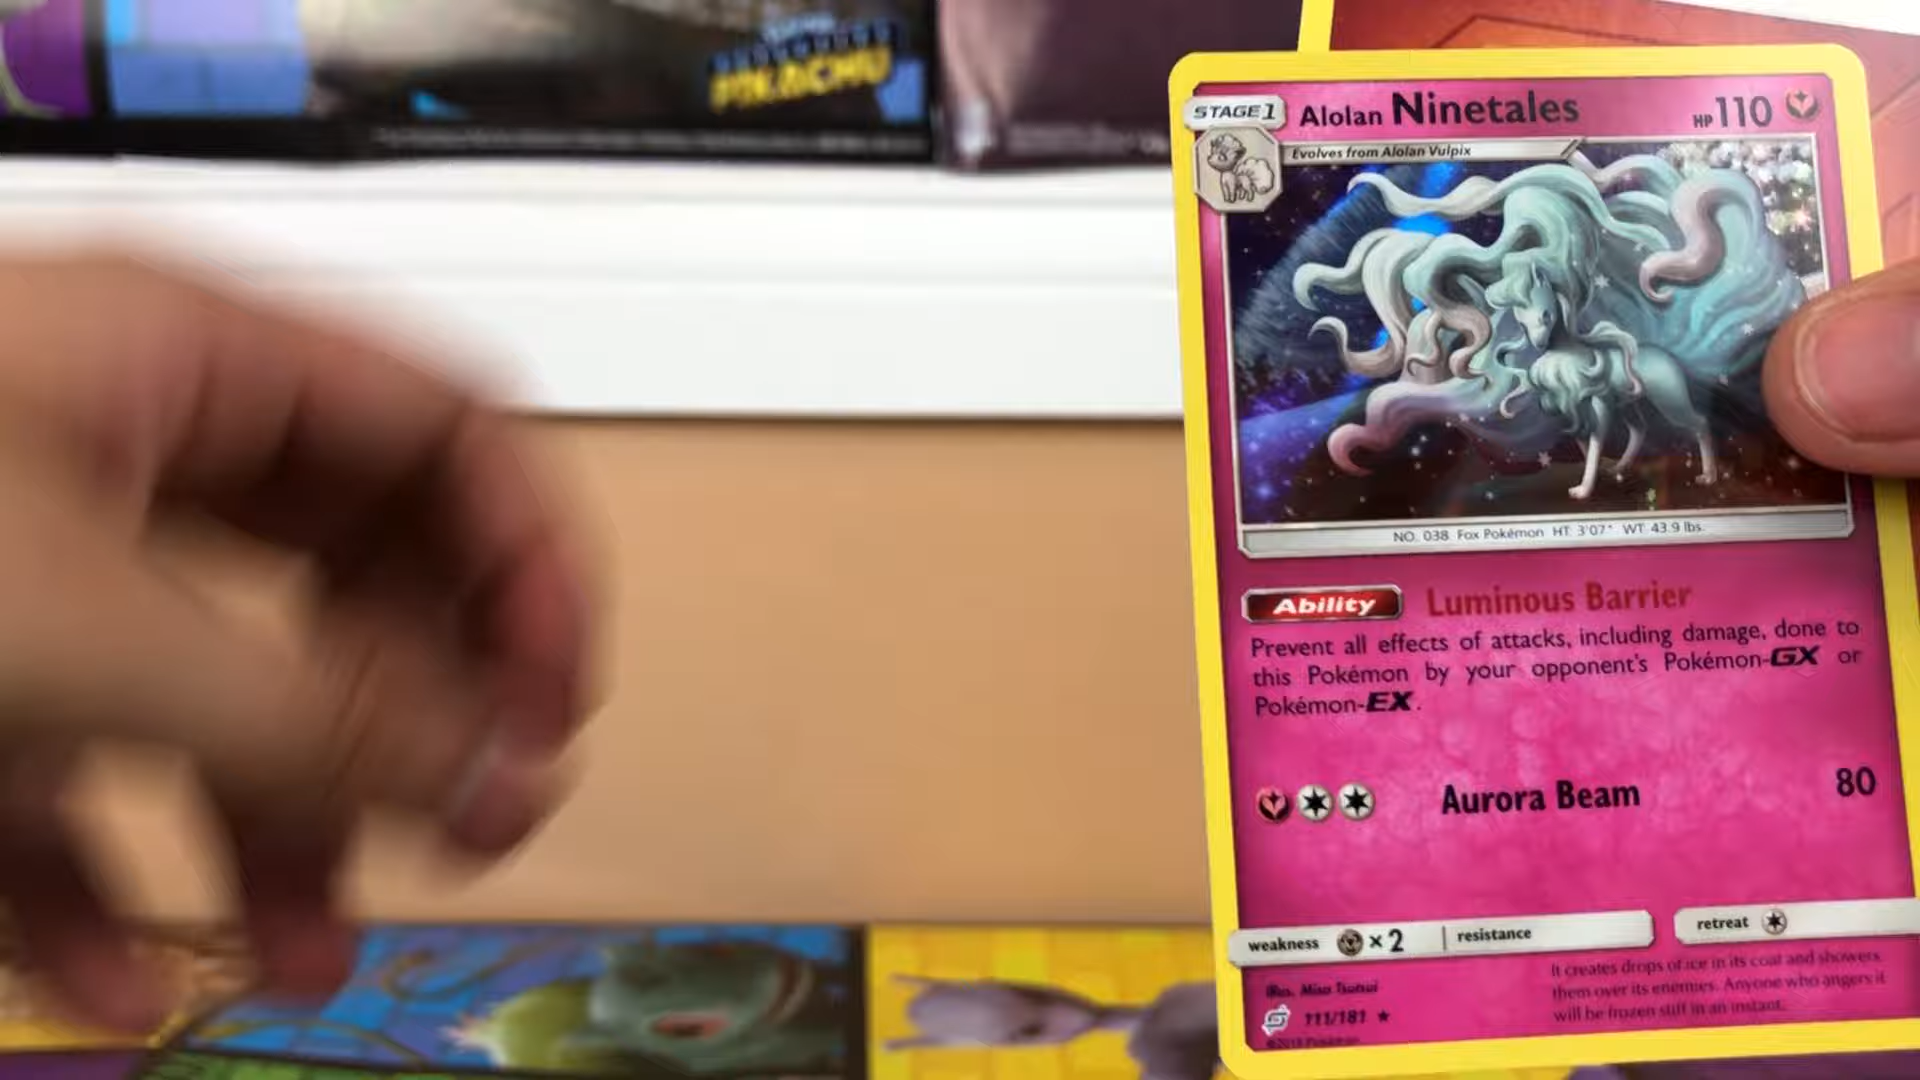 PIKACHU
STAGE 1 Alolan Ninetales HP 110
Evolves from Alolan Vulpix
NO. 038 Fox Pokémon HT: 3'07" WT: 43.9 lbs.
Ability Luminous Barrier
Prevent all effects of attacks, including damage, done to
this Pokémon by your opponent's Pokémon-GX or
Pokémon-EX.
Aurora Beam 80
weakness ×2 resistance retreat
It creates drops of ice in its coat and showers
them over its enemies. Anyone who angers it
will be frozen stiff in an instant.
Illus. Misa Tsutsui
111/181 ★